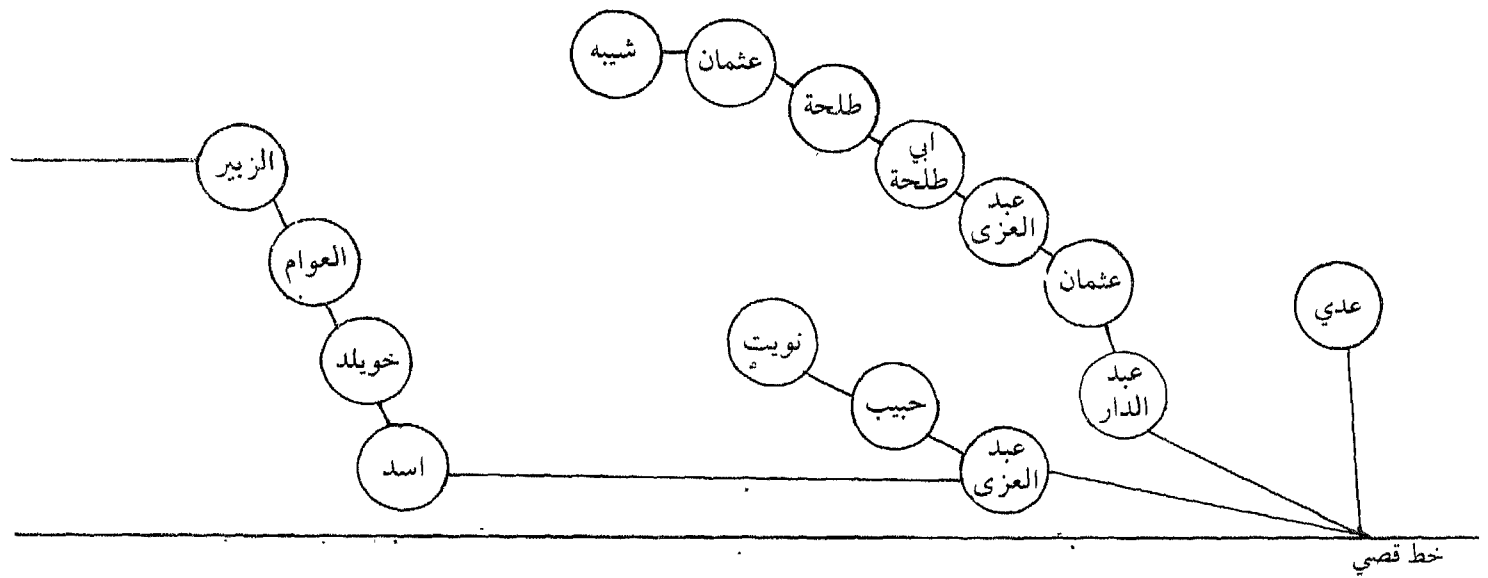 شيبه
عثمان
طلحة
ابي
طلحة
عبد
العزى
عثمان
عبد
الدار
عدي
الزبير
العوام
خويلد
اسد
نويت
حبيب
عبد
العزى
خط قصي